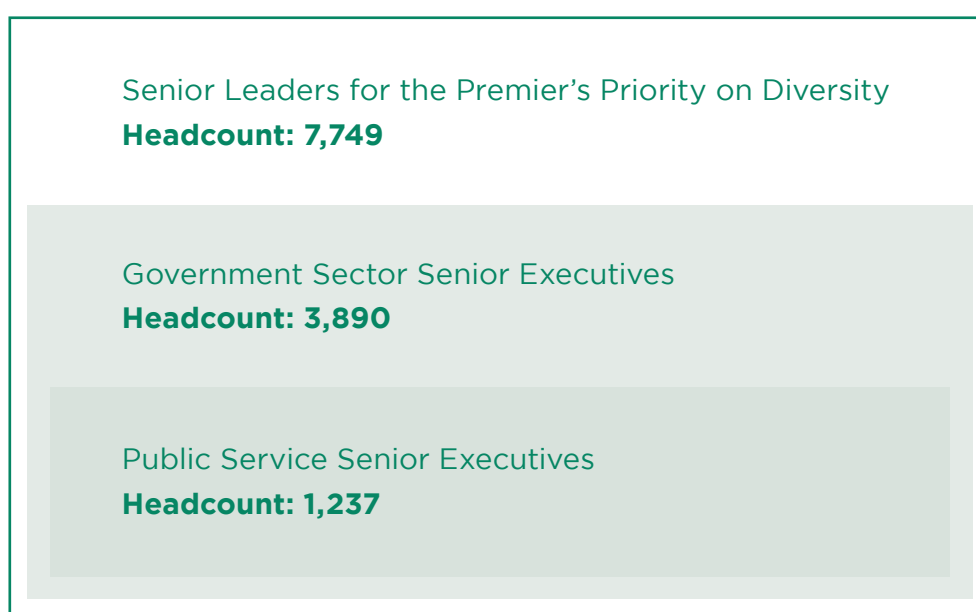 Senior Leaders for the Premier’s Priority on Diversity
Headcount: 7,749
Government Sector Senior Executives
Headcount: 3,890
Public Service Senior Executives
Headcount: 1,237